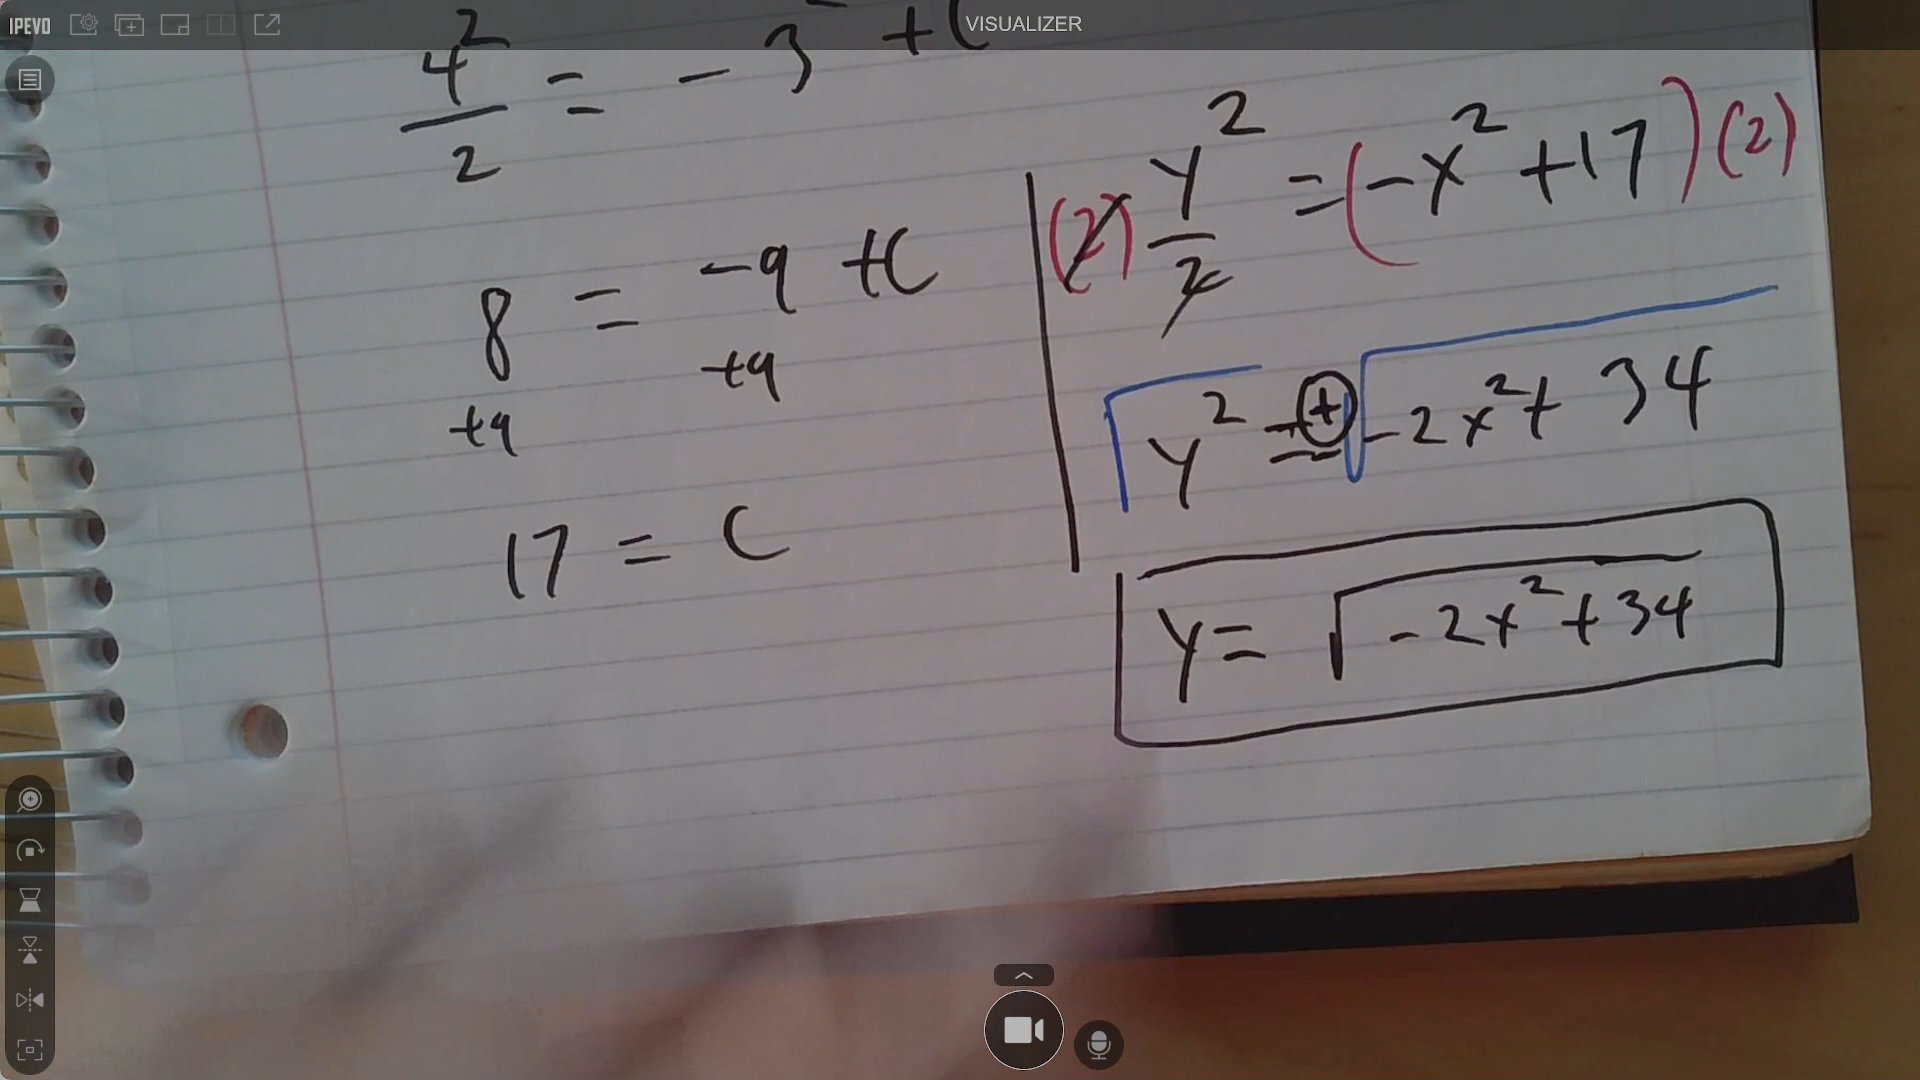 IPEVO
VISUALIZER
4²/2 = -3² + C
8 = -9 + C
+9 +9
17 = C
(2) y²/2 = (-x² + 17)(2)
√y² = ± √-2x² + 34
y = √-2x² + 34